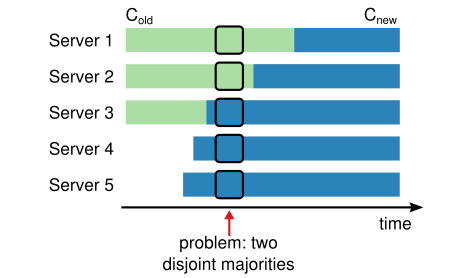 Cold Cnew
Server 1
Server 2
Server 3
Server 4
Server 5
time
problem: two
disjoint majorities